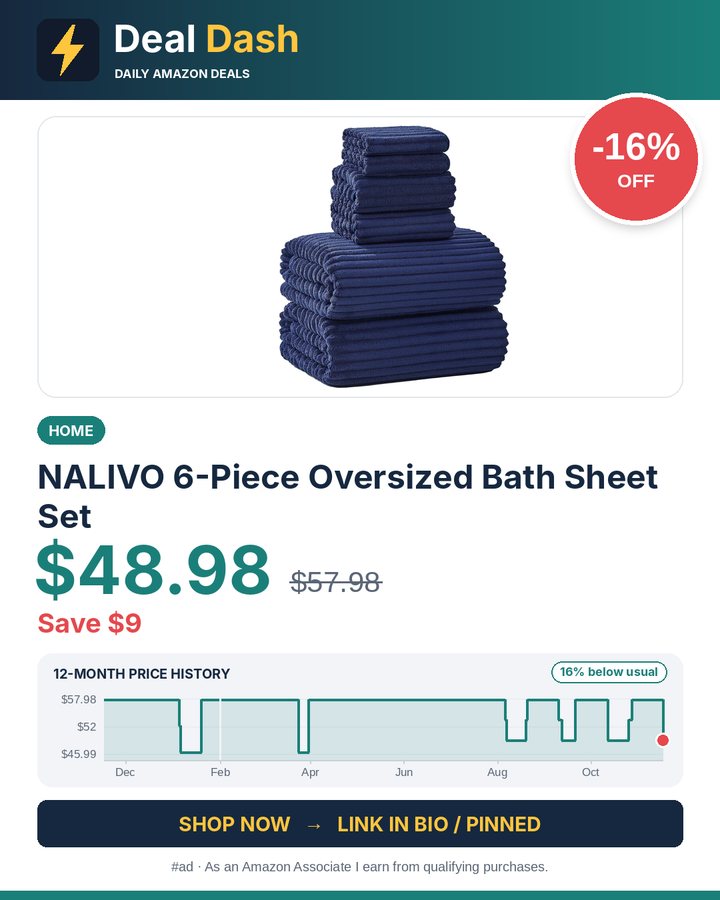 Deal Dash
DAILY AMAZON DEALS
-16%
OFF
HOME
NALIVO 6-Piece Oversized Bath Sheet
Set
$48.98 $57.98
Save $9
12-MONTH PRICE HISTORY
16% below usual
$57.98
$52
$45.99
Dec Feb Apr Jun Aug Oct
SHOP NOW → LINK IN BIO / PINNED
#ad · As an Amazon Associate I earn from qualifying purchases.